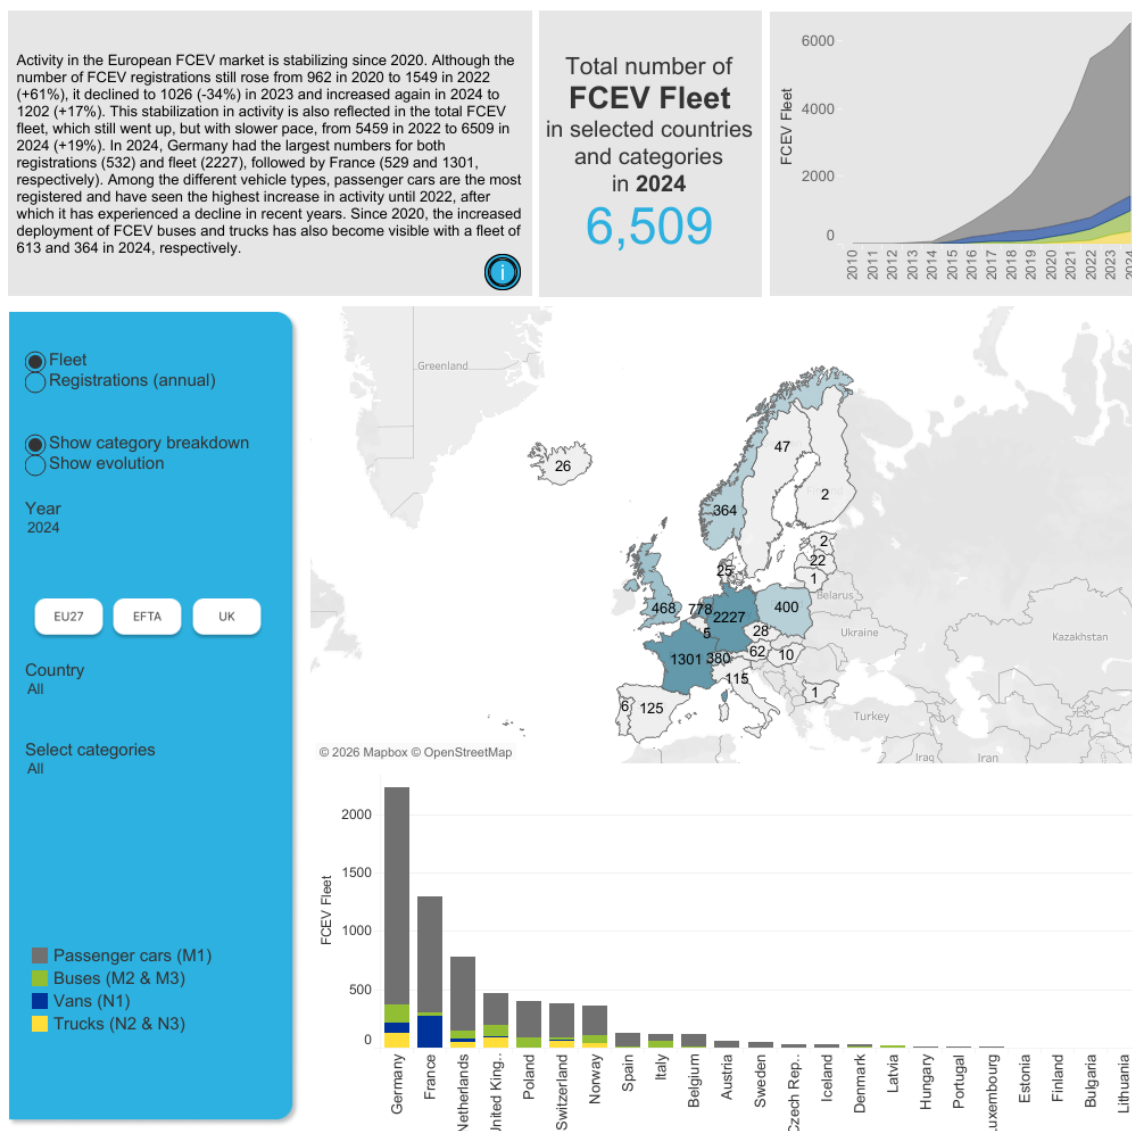 Activity in the European FCEV market is stabilizing since 2020. Although the
number of FCEV registrations still rose from 962 in 2020 to 1549 in 2022
(+61%), it declined to 1026 (-34%) in 2023 and increased again in 2024 to
1202 (+17%). This stabilization in activity is also reflected in the total FCEV
fleet, which still went up, but with slower pace, from 5459 in 2022 to 6509 in
2024 (+19%). In 2024, Germany had the largest numbers for both
registrations (532) and fleet (2227), followed by France (529 and 1301,
respectively). Among the different vehicle types, passenger cars are the most
registered and have seen the highest increase in activity until 2022, after
which it has experienced a decline in recent years. Since 2020, the increased
deployment of FCEV buses and trucks has also become visible with a fleet of
613 and 364 in 2024, respectively.
i
Total number of
FCEV Fleet
in selected countries
and categories
in 2024
6,509
FCEV Fleet
6000
4000
2000
0
2010
2011
2012
2013
2014
2015
2016
2017
2018
2019
2020
2021
2022
2023
2024
Fleet
Registrations (annual)
Show category breakdown
Show evolution
Year
2024
EU27
EFTA
UK
Country
All
Select categories
All
Passenger cars (M1)
Buses (M2 & M3)
Vans (N1)
Trucks (N2 & N3)
Greenland
26
47
2
364
2
22
1
25
Belarus
468
778
2227
400
5
28
Ukraine
Kazakhstan
1301
380
62
10
115
6
125
1
Turkey
Iraq
Iran
© 2026 Mapbox © OpenStreetMap
FCEV Fleet
2000
1500
1000
500
0
Germany
France
Netherlands
United King..
Poland
Switzerland
Norway
Spain
Italy
Belgium
Austria
Sweden
Czech Rep..
Iceland
Denmark
Latvia
Hungary
Portugal
Luxembourg
Estonia
Finland
Bulgaria
Lithuania